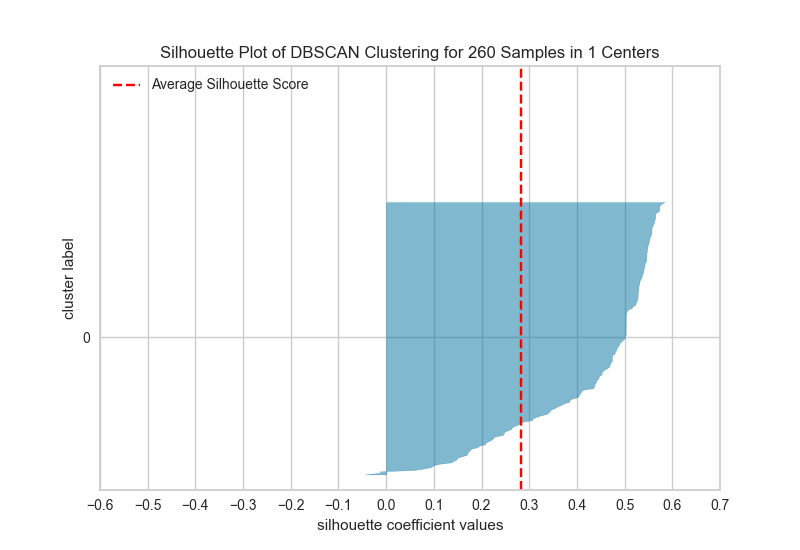 Silhouette Plot of DBSCAN Clustering for 260 Samples in 1 Centers
Average Silhouette Score
cluster label
0
−0.6 −0.5 −0.4 −0.3 −0.2 −0.1 0.0 0.1 0.2 0.3 0.4 0.5 0.6 0.7
silhouette coefficient values